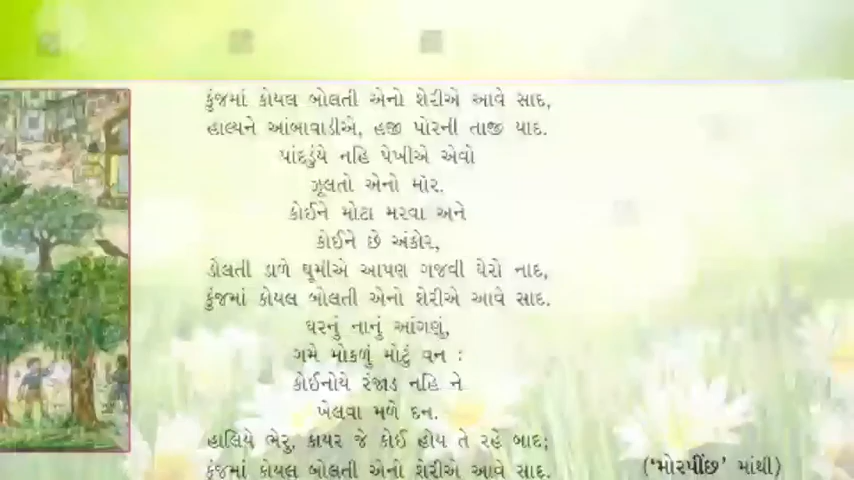 કુંજમાં કોયલ બોલતી એનો શેરીએ આવે સાદ,
હાલ્યને આંબાવાડીએ, હજી પોરની તાજી યાદ.
પાંદડુંયે નહિ પેખીએ એવો
ઝૂલતો એનો મૉર.
કોઈને મોટા મરવા અને
કોઈને છે અંકોર,
ડોલતી ડાળે ઘૂમીએ આપણ ગજવી ઘેરો નાદ,
કુંજમાં કોયલ બોલતી એનો શેરીએ આવે સાદ.
ઘરનું નાનું આંગણું,
ગમે મોકળું મોટું વન :
કોઈનોયે રંજાડ નહિ ને
ખેલવા મળે દન.
હાલિયે ભેરુ, કાયર જે કોઈ હોય તે રહે બાદ;
કુંજમાં કોયલ બોલતી એનો શેરીએ આવે સાદ.
(‘મોરપીંછ’ માંથી)